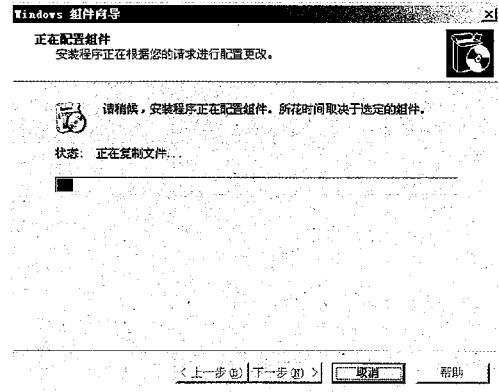 Windows 组件向导
正在配置组件
安装程序正在根据您的请求进行配置更改。
请稍候，安装程序正在配置组件。所花时间取决于选定的组件。
状态: 正在复制文件...
< 上一步(B) 下一步(N) > 取消 帮助